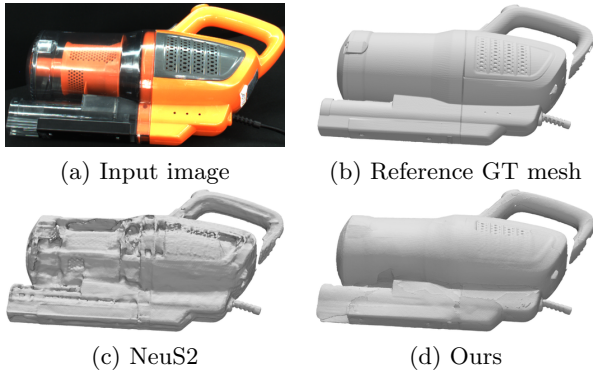 (a) Input image
(b) Reference GT mesh
(c) NeuS2
(d) Ours